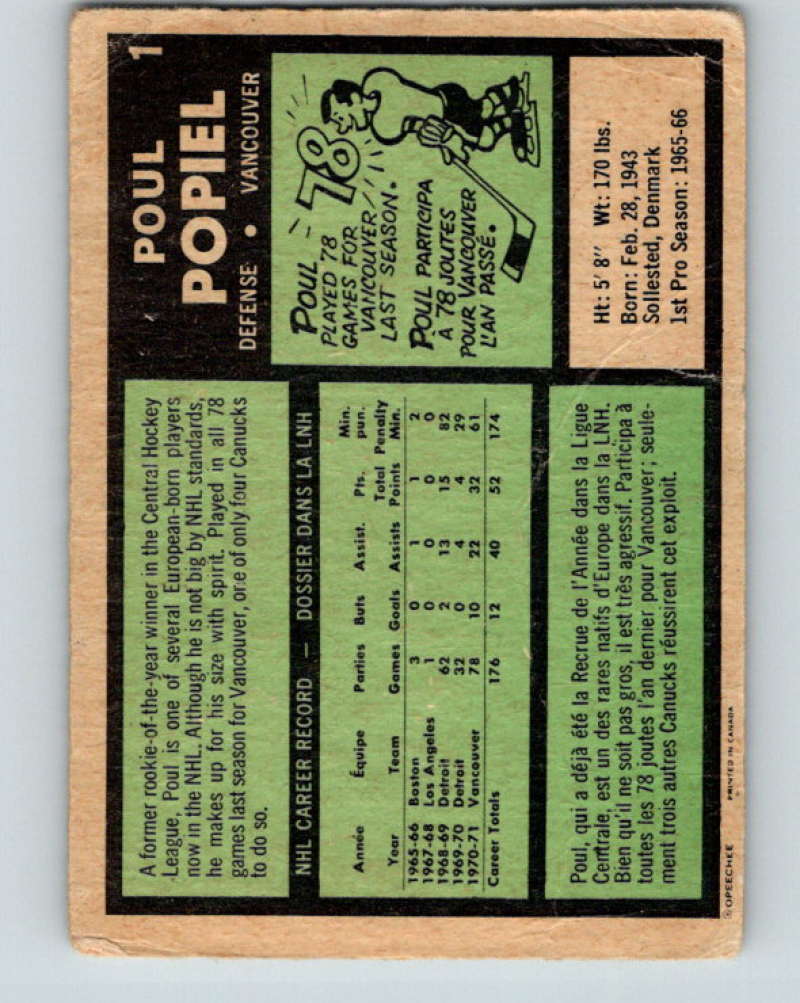 1
POUL
POPIEL
DEFENSE • VANCOUVER
A former rookie-of-the-year winner in the Central Hockey
League, Poul is one of several European-born players
now in the NHL. Although he is not big by NHL standards,
he makes up for his size with spirit. Played in all 78
games last season for Vancouver, one of only four Canucks
to do so.
POUL
PLAYED 78
GAMES FOR
VANCOUVER
LAST SEASON.
78
POUL PARTICIPA
À 78 JOUTES
POUR VANCOUVER
L'AN PASSÉ.
NHL CAREER RECORD — DOSSIER DANS LA LNH
Année Équipe Parties Buts Assist. Pts. Min. pun.
Year Team Games Goals Assists Total Points Penalty Min.
1965-66 Boston 3 0 1 1 2
1967-68 Los Angeles 1 0 0 0 0
1968-69 Detroit 62 2 13 15 82
1969-70 Detroit 32 0 4 4 29
1970-71 Vancouver 78 10 22 32 61
Career Totals 176 12 40 52 174
Ht: 5' 8" Wt: 170 lbs.
Born: Feb. 28, 1943
Sollested, Denmark
1st Pro Season: 1965-66
Poul, qui a déjà été la Recrue de l'Année dans la Ligue
Centrale, est un des rares natifs d'Europe dans la LNH.
Bien qu'il ne soit pas gros, il est très agressif. Participa à
toutes les 78 joutes l'an dernier pour Vancouver; seule-
ment trois autres Canucks réussirent cet exploit.
© OPEECHEE
PRINTED IN CANADA